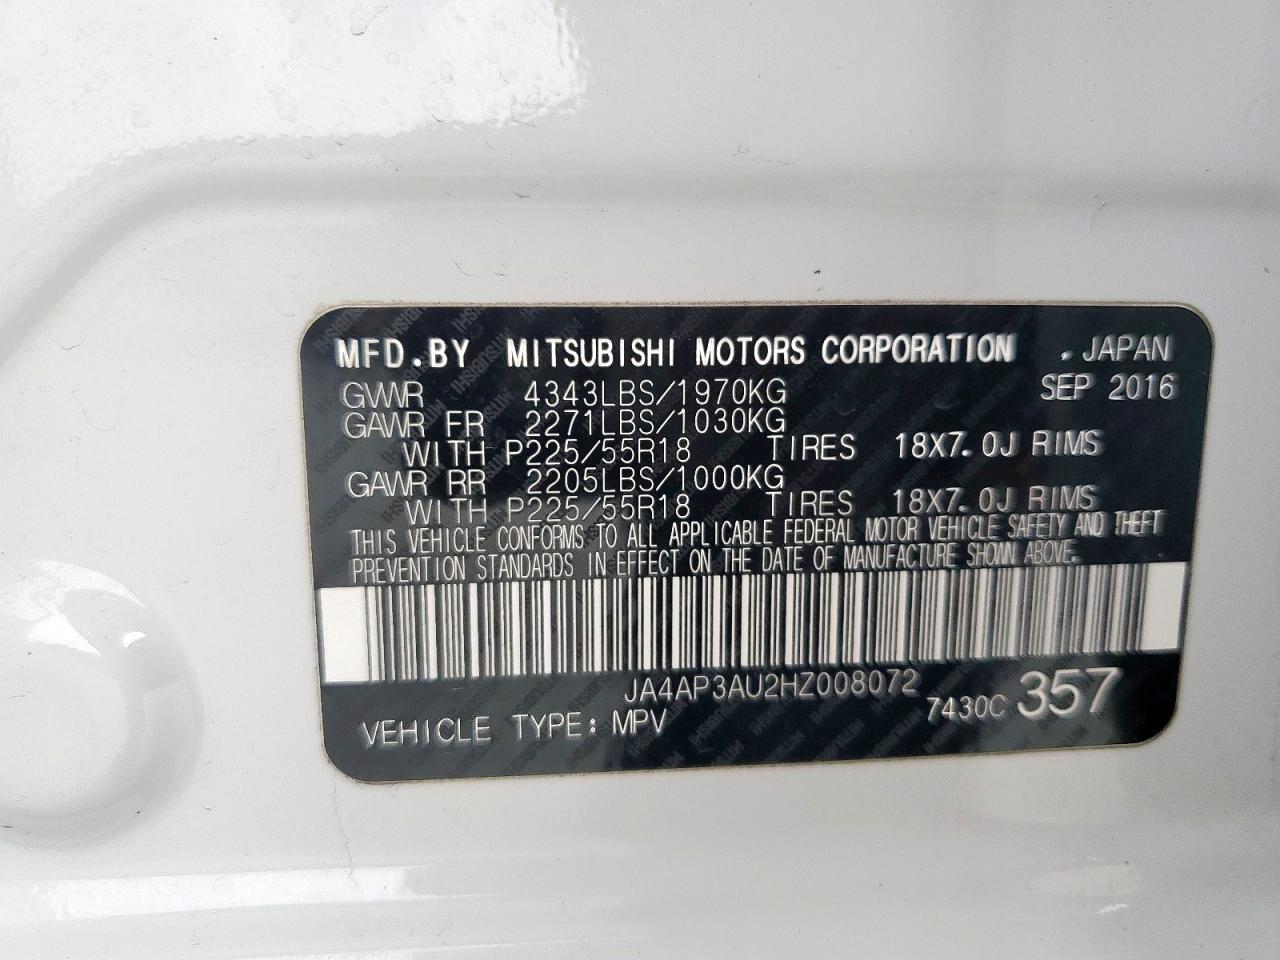 MFD.BY MITSUBISHI MOTORS CORPORATION . JAPAN
GVWR 4343LBS/1970KG SEP 2016
GAWR FR 2271LBS/1030KG
WITH P225/55R18 TIRES 18X7.0J RIMS
GAWR RR 2205LBS/1000KG
WITH P225/55R18 TIRES 18X7.0J RIMS
THIS VEHICLE CONFORMS TO ALL APPLICABLE FEDERAL MOTOR VEHICLE SAFETY AND THEFT
PREVENTION STANDARDS IN EFFECT ON THE DATE OF MANUFACTURE SHOWN ABOVE.
JA4AP3AU2HZ008072
VEHICLE TYPE: MPV 7430C 357